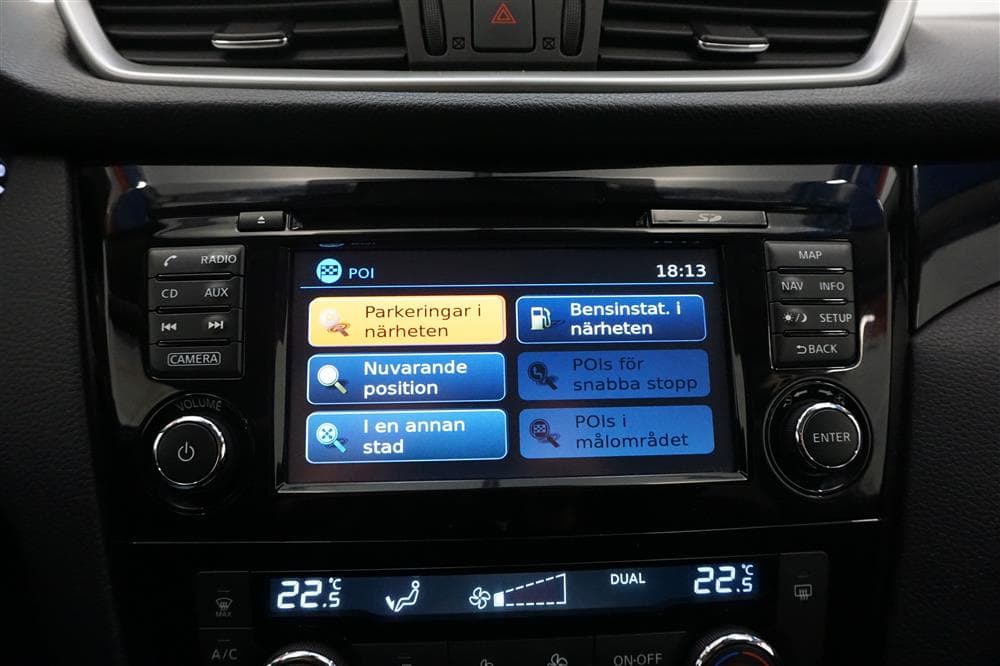 SD
RADIO
MAP
CD AUX
NAV INFO
SETUP
CAMERA
BACK
VOLUME
ENTER
POI
18:13
Parkeringar i
närheten
Bensinstat. i
närheten
Nuvarande
position
POIs för
snabba stopp
I en annan
stad
POIs i
målområdet
22.5°C
DUAL
22.5°C
MAX
A/C
ON·OFF